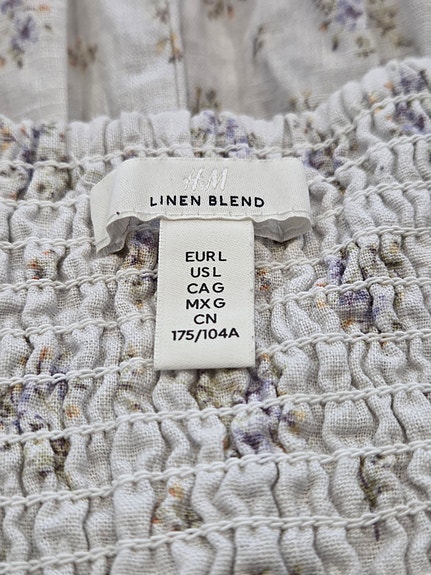 H&M
LINEN BLEND
EUR L
US L
CA G
MX G
CN
175/104A